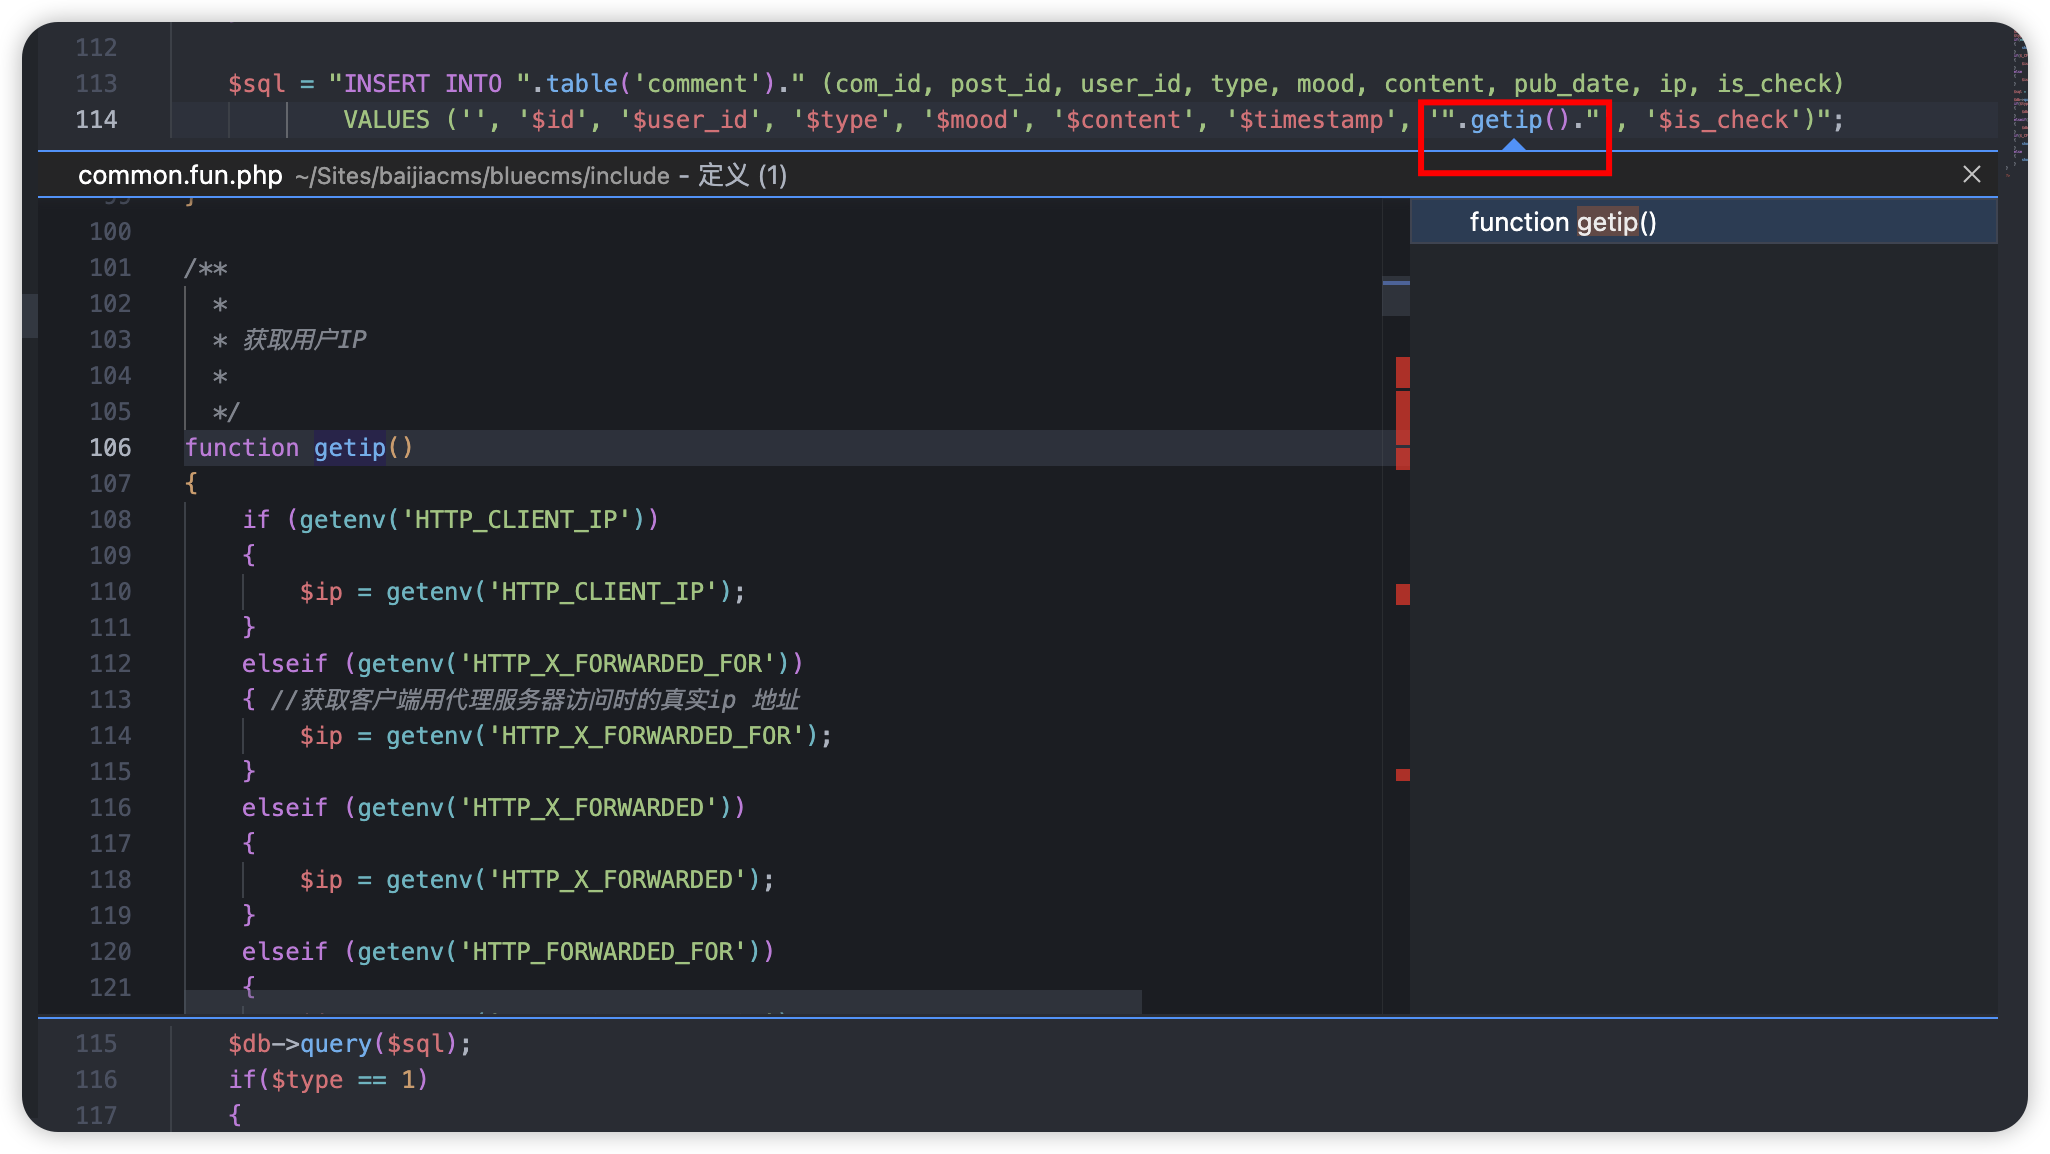 112
113 $sql = "INSERT INTO ".table('comment')." (com_id, post_id, user_id, type, mood, content, pub_date, ip, is_check)
114 VALUES ('', '$id', '$user_id', '$type', '$mood', '$content', '$timestamp', '".getip()." , '$is_check')";
common.fun.php ~/Sites/baijiacms/bluecms/include - 定义 (1)
function getip()
}
100
101 /**
102 *
103 * 获取用户IP
104 *
105 */
106 function getip()
107 {
108 if (getenv('HTTP_CLIENT_IP'))
109 {
110 $ip = getenv('HTTP_CLIENT_IP');
111 }
112 elseif (getenv('HTTP_X_FORWARDED_FOR'))
113 { //获取客户端用代理服务器访问时的真实ip 地址
114 $ip = getenv('HTTP_X_FORWARDED_FOR');
115 }
116 elseif (getenv('HTTP_X_FORWARDED'))
117 {
118 $ip = getenv('HTTP_X_FORWARDED');
119 }
120 elseif (getenv('HTTP_FORWARDED_FOR'))
121 {
115 $db->query($sql);
116 if($type == 1)
117 {